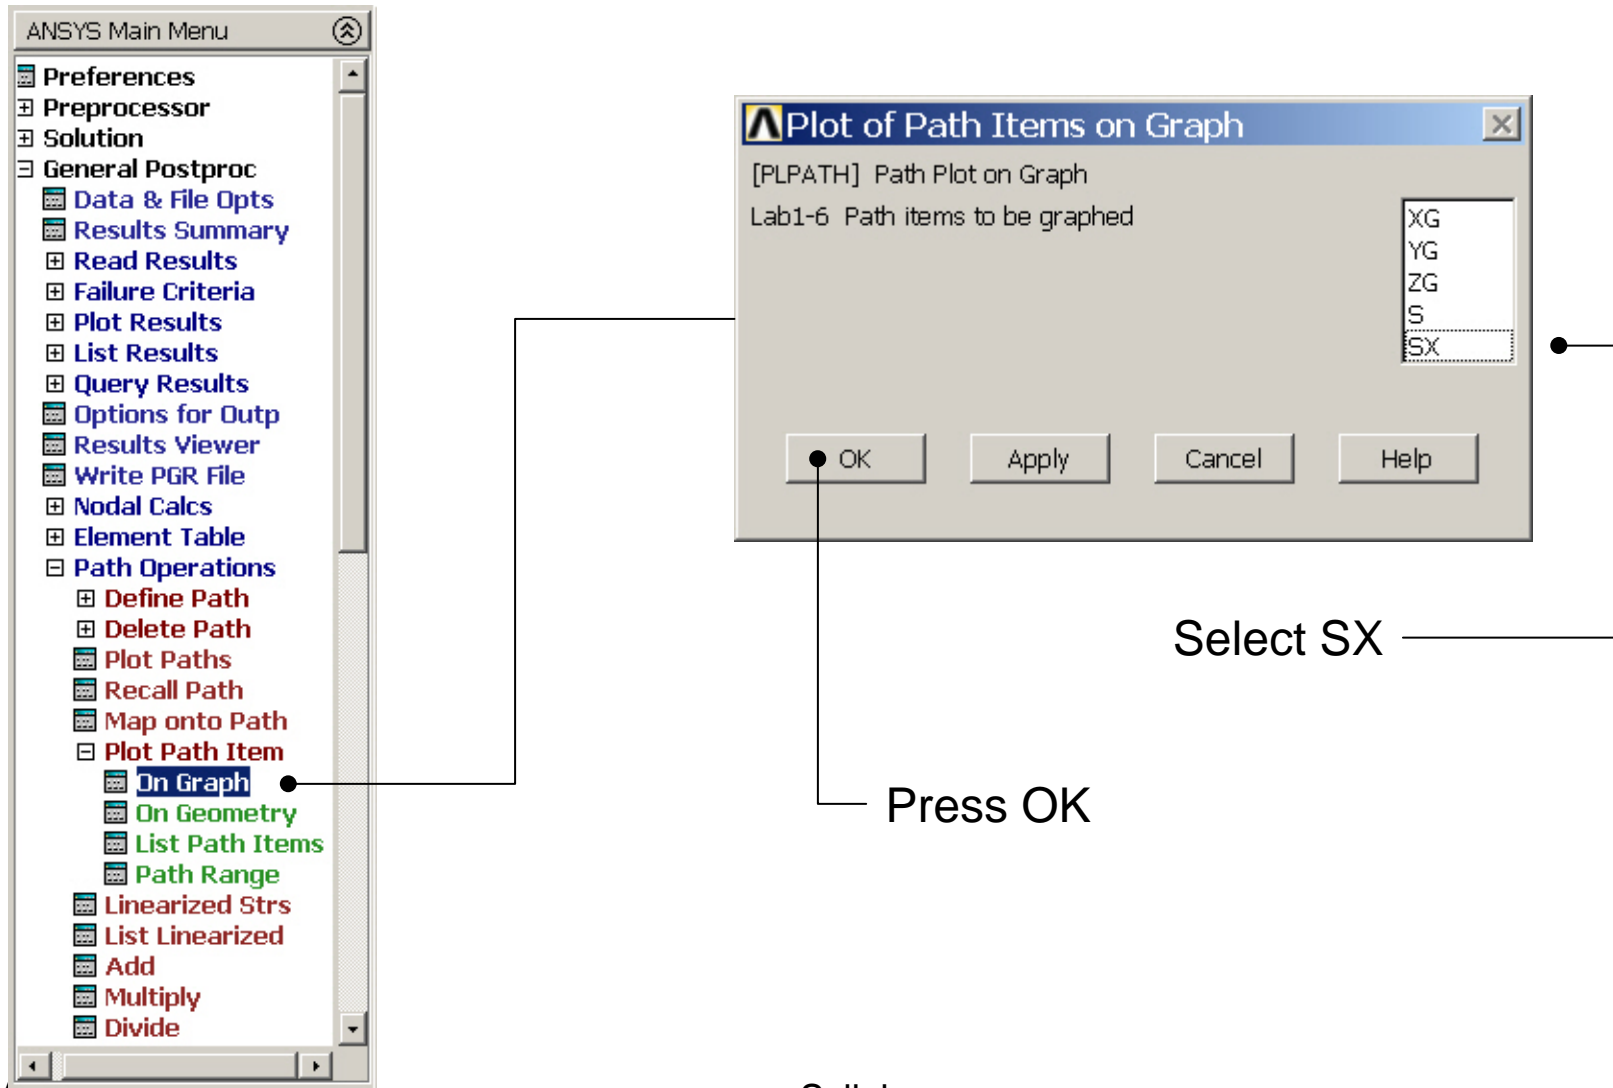 ANSYS Main Menu
Preferences
Preprocessor
Solution
General Postproc
Data & File Opts
Results Summary
Read Results
Failure Criteria
Plot Results
List Results
Query Results
Options for Outp
Results Viewer
Write PGR File
Nodal Calcs
Element Table
Path Operations
Define Path
Delete Path
Plot Paths
Recall Path
Map onto Path
Plot Path Item
On Graph
On Geometry
List Path Items
Path Range
Linearized Strs
List Linearized
Add
Multiply
Divide
Plot of Path Items on Graph
[PLPATH] Path Plot on Graph
Lab1-6 Path items to be graphed
XG
YG
ZG
S
SX
OK Apply Cancel Help
Select SX
Press OK